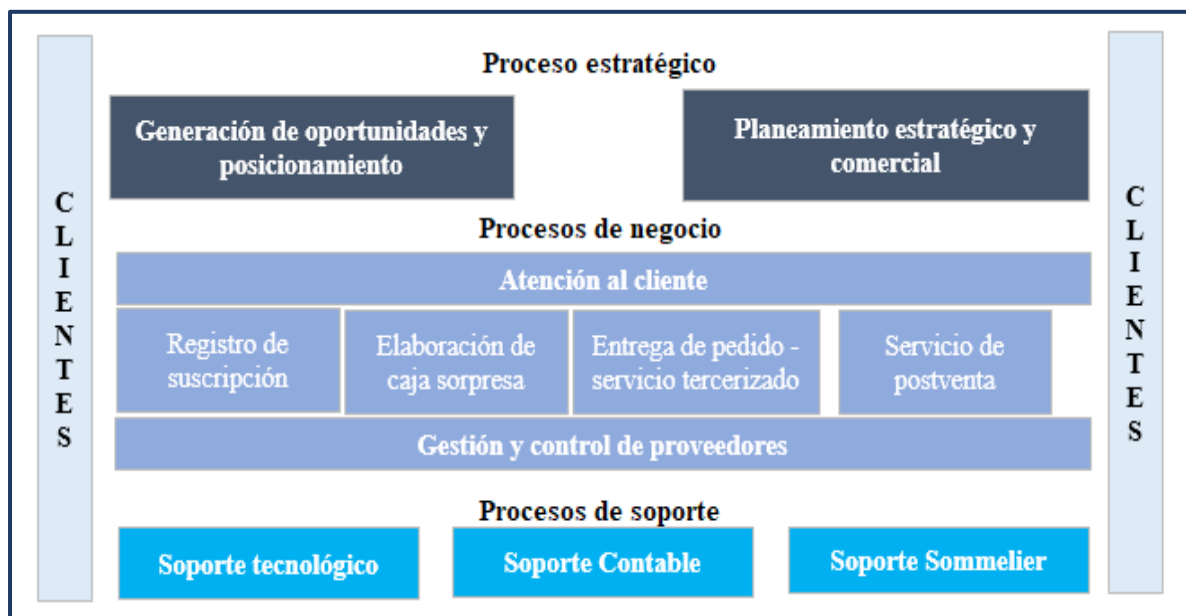 CLIENTES
Proceso estratégico
Generación de oportunidades y
posicionamiento
Planeamiento estratégico y
comercial
Procesos de negocio
Atención al cliente
Registro de
suscripción
Elaboración de
caja sorpresa
Entrega de pedido -
servicio tercerizado
Servicio de
postventa
Gestión y control de proveedores
Procesos de soporte
Soporte tecnológico
Soporte Contable
Soporte Sommelier
CLIENTES